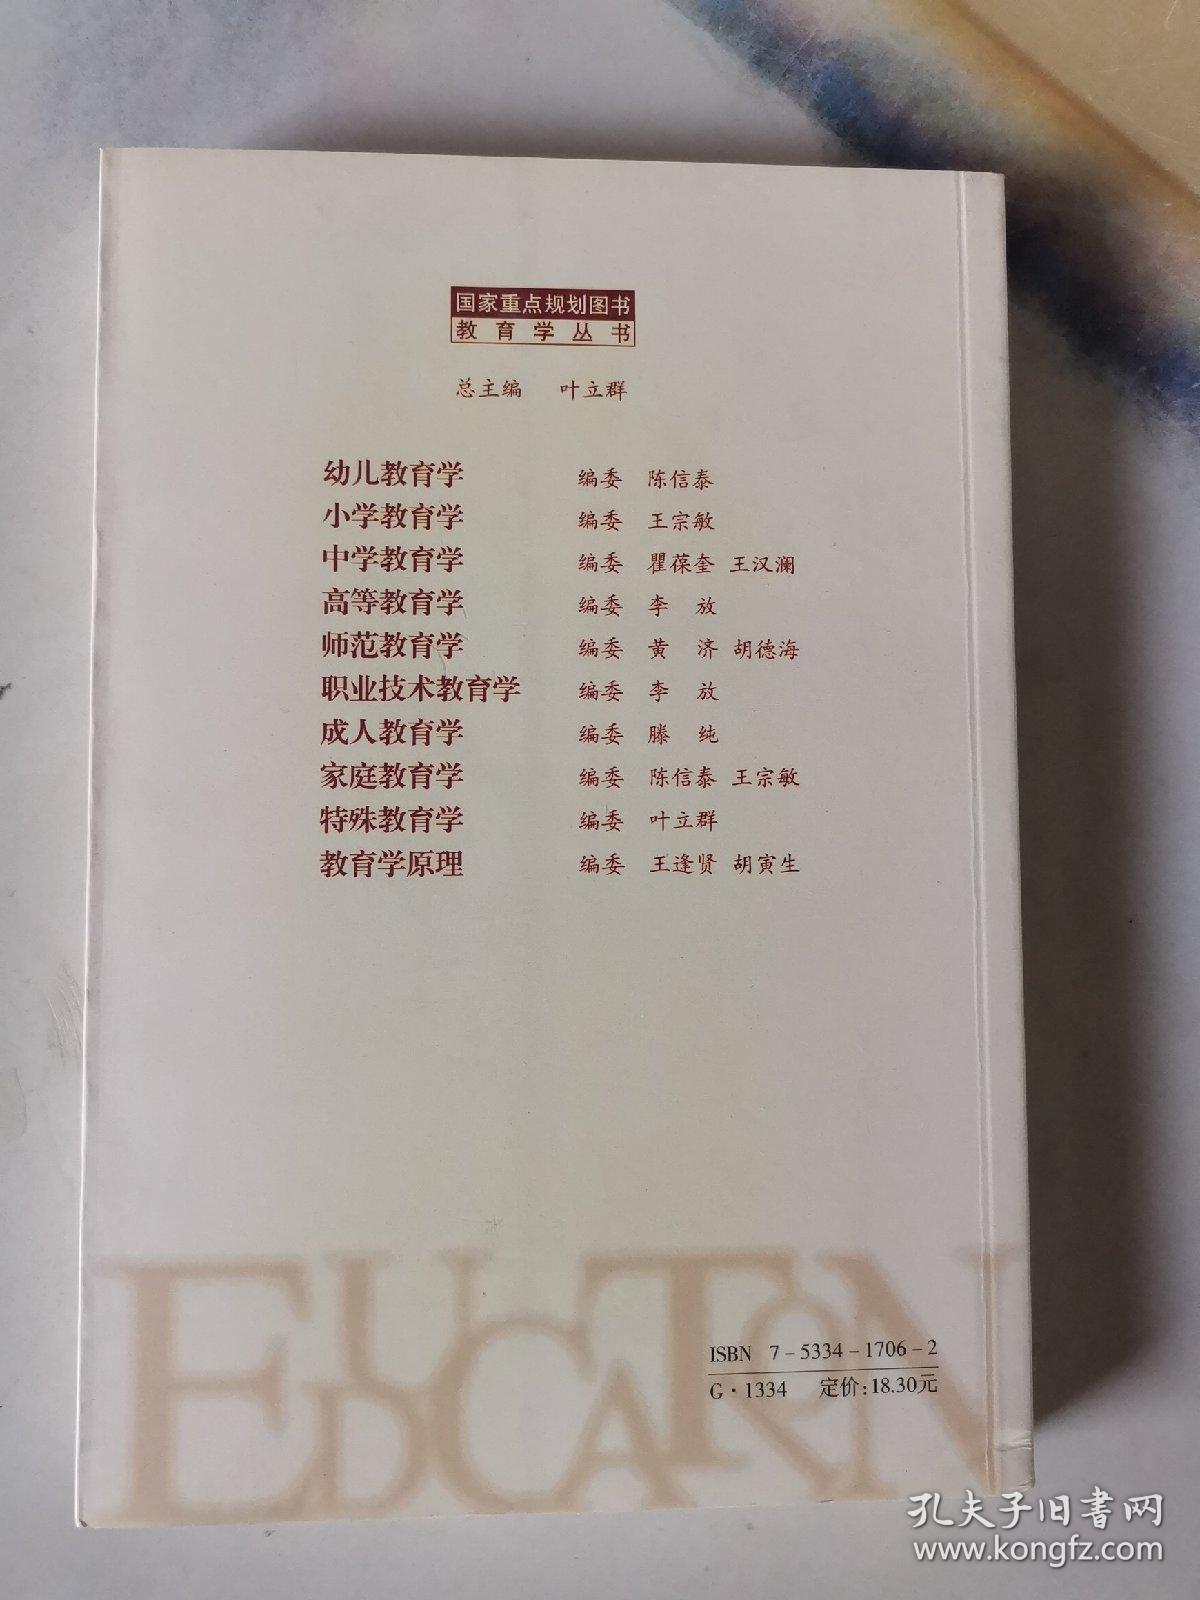 国家重点规划图书
教育学丛书
总主编 叶立群
幼儿教育学 编委 陈信泰
小学教育学 编委 王宗敏
中学教育学 编委 瞿葆奎 王汉澜
高等教育学 编委 李放
师范教育学 编委 黄济 胡德海
职业技术教育学 编委 李放
成人教育学 编委 滕纯
家庭教育学 编委 陈信泰 王宗敏
特殊教育学 编委 叶立群
教育学原理 编委 王逢贤 胡寅生
EDUCATION
ISBN 7-5334-1706-2
G·1334 定价:18.30元
孔夫子旧书网
www.kongfz.com